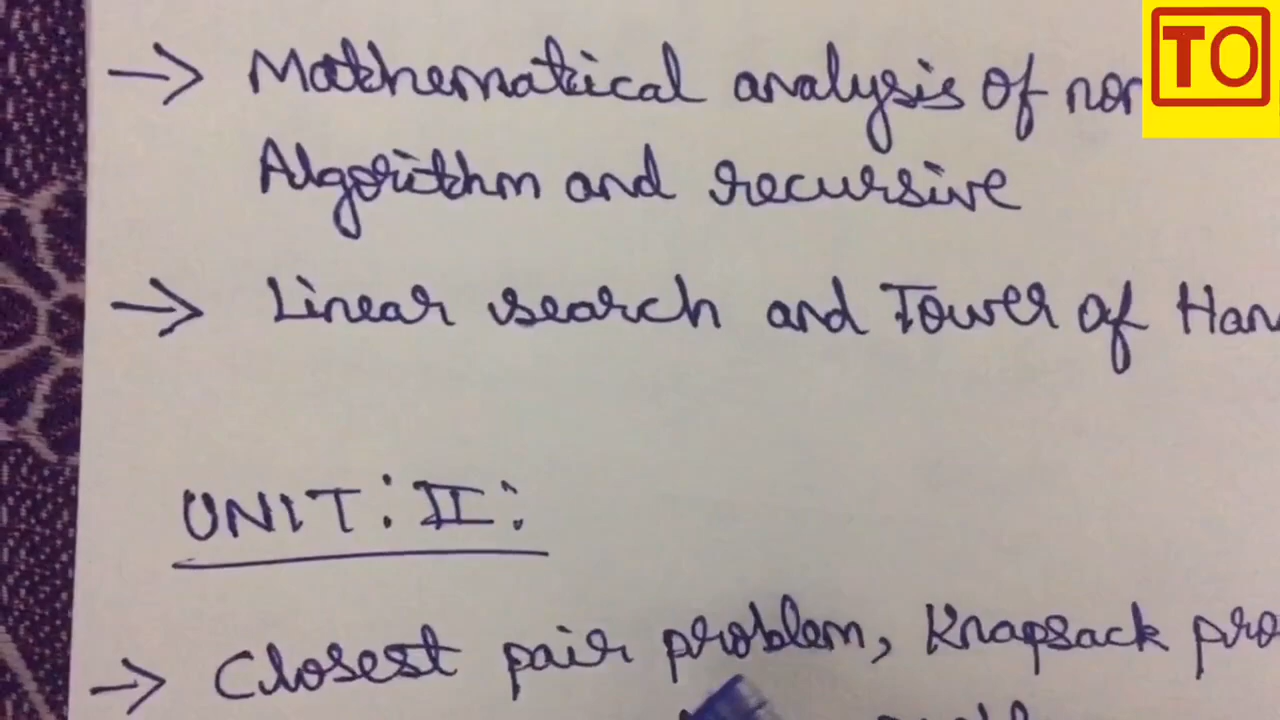 TO
→ Mathematical analysis of non
Algorithm and recursive
→ Linear search and Tower of Han
UNIT: II:
→ Closest pair problem, Knapsack pro